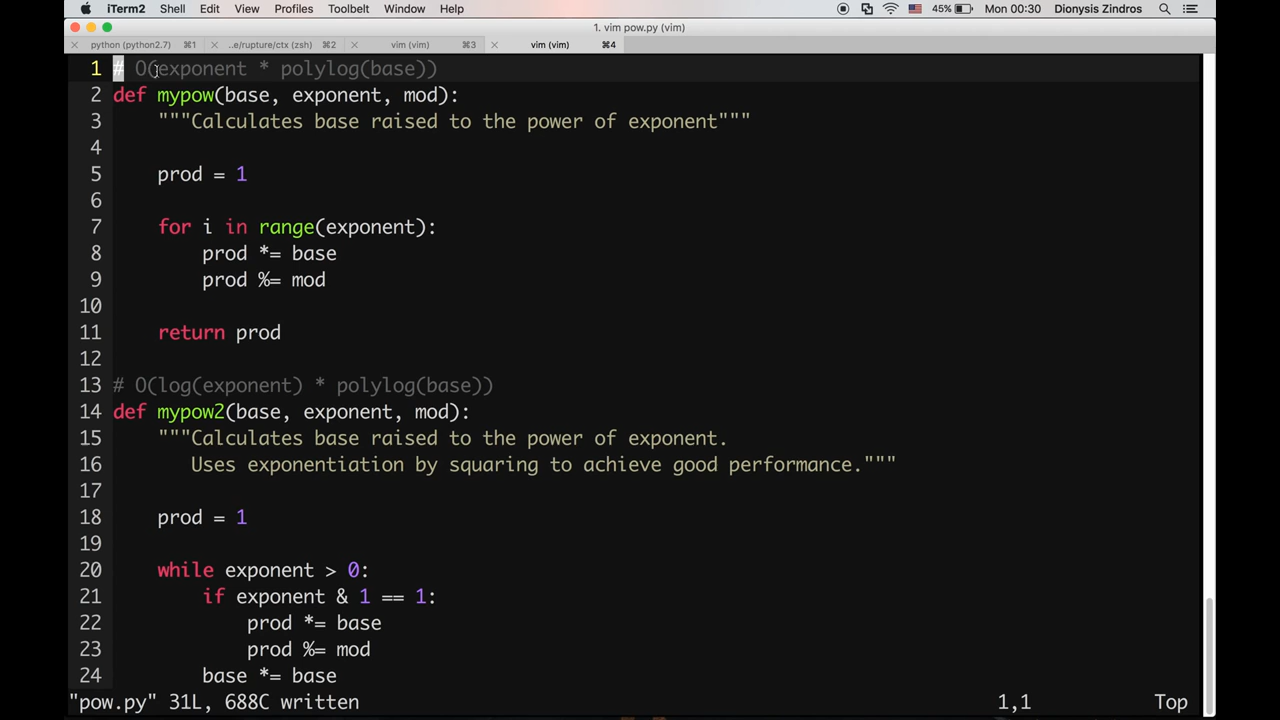 iTerm2 Shell Edit View Profiles Toolbelt Window Help 45% Mon 00:30 Dionysis Zindros
1. vim pow.py (vim)
python (python2.7) ⌘1 ..e/rupture/ctx (zsh) ⌘2 vim (vim) ⌘3 vim (vim) ⌘4
1 # O(exponent * polylog(base))
2 def mypow(base, exponent, mod):
3 """Calculates base raised to the power of exponent"""
4
5 prod = 1
6
7 for i in range(exponent):
8 prod *= base
9 prod %= mod
10
11 return prod
12
13 # O(log(exponent) * polylog(base))
14 def mypow2(base, exponent, mod):
15 """Calculates base raised to the power of exponent.
16 Uses exponentiation by squaring to achieve good performance."""
17
18 prod = 1
19
20 while exponent > 0:
21 if exponent & 1 == 1:
22 prod *= base
23 prod %= mod
24 base *= base
"pow.py" 31L, 688C written 1,1 Top